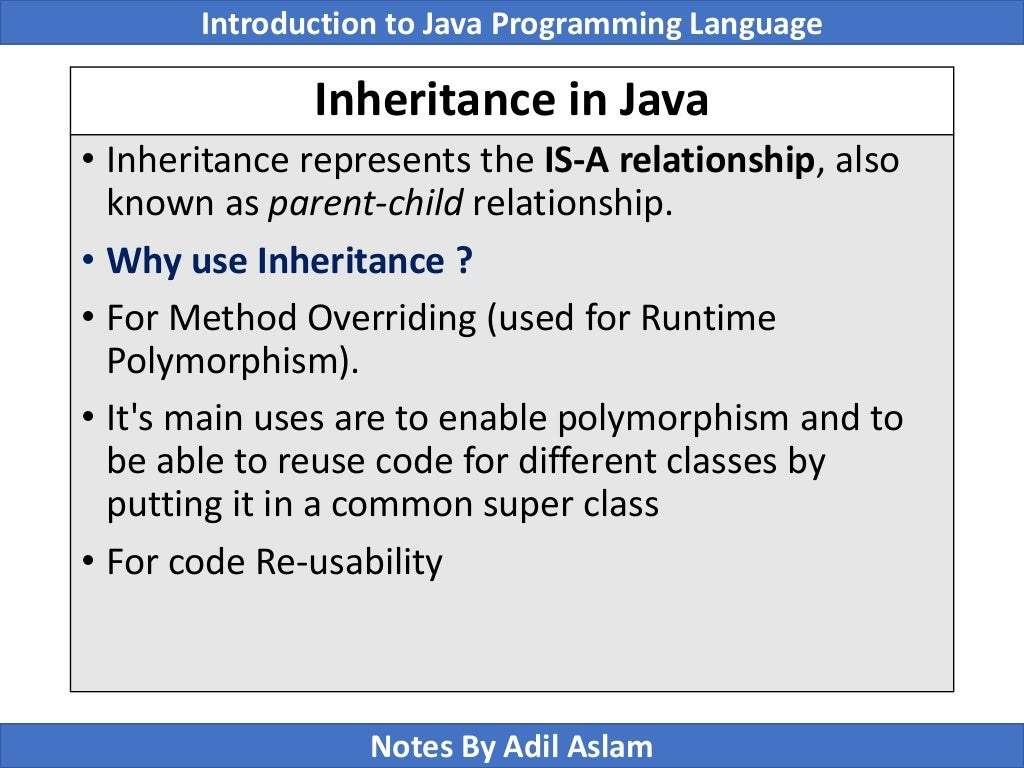 Introduction to Java Programming Language
Inheritance in Java
• Inheritance represents the IS-A relationship, also
known as parent-child relationship.
• Why use Inheritance ?
• For Method Overriding (used for Runtime
Polymorphism).
• It's main uses are to enable polymorphism and to
be able to reuse code for different classes by
putting it in a common super class
• For code Re-usability
Notes By Adil Aslam